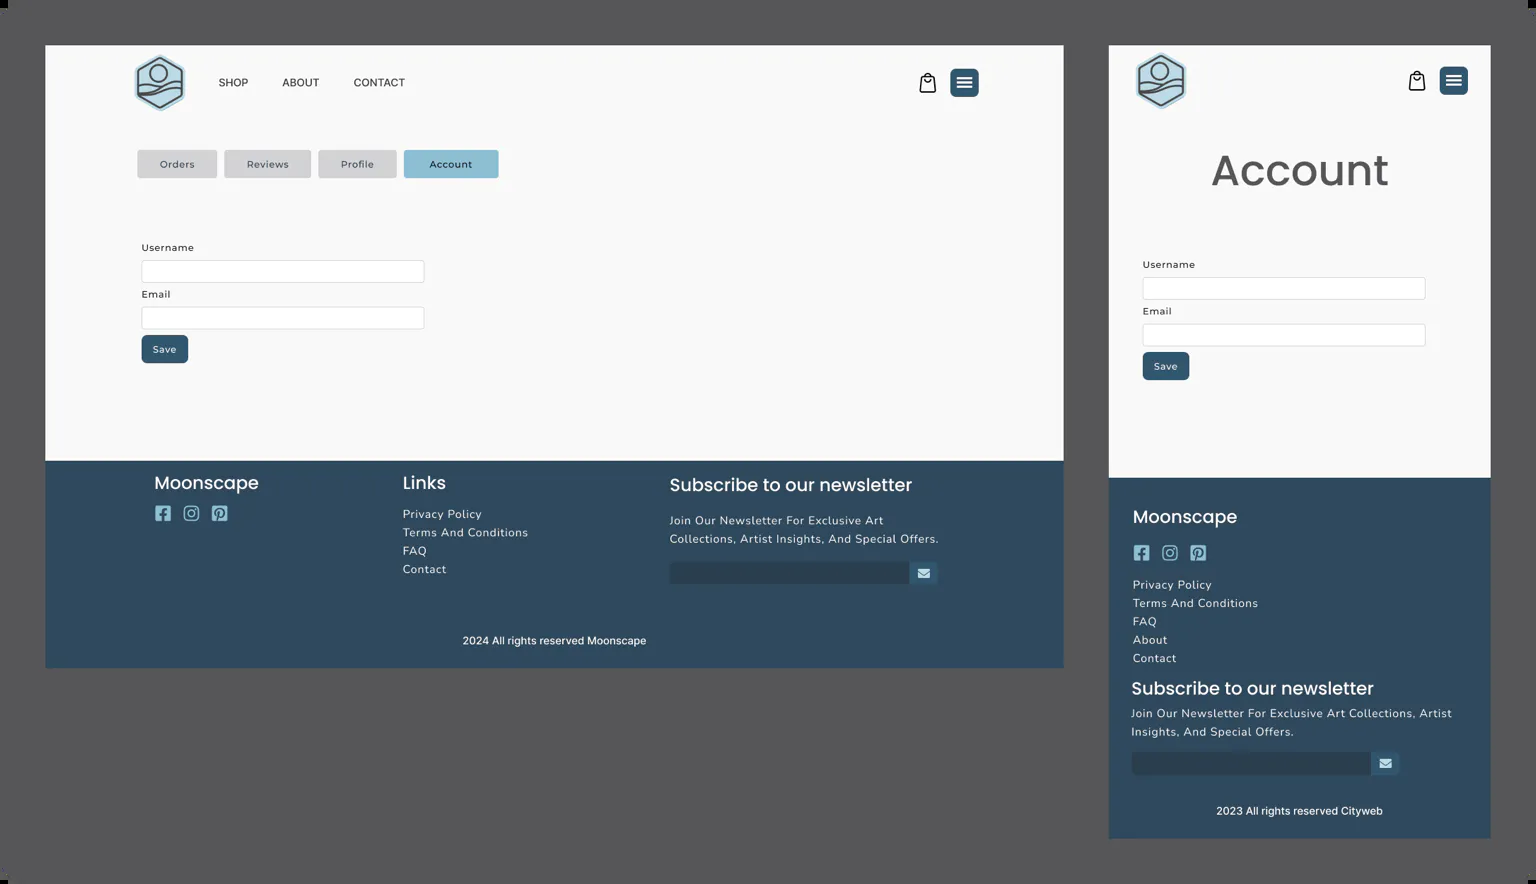 SHOP ABOUT CONTACT
Orders Reviews Profile Account
Username
Email
Save
Moonscape
Links
Privacy Policy
Terms And Conditions
FAQ
Contact
Subscribe to our newsletter
Join Our Newsletter For Exclusive Art
Collections, Artist Insights, And Special Offers.
2024 All rights reserved Moonscape
Account
Username
Email
Save
Moonscape
Privacy Policy
Terms And Conditions
FAQ
About
Contact
Subscribe to our newsletter
Join Our Newsletter For Exclusive Art Collections, Artist
Insights, And Special Offers.
2023 All rights reserved Cityweb